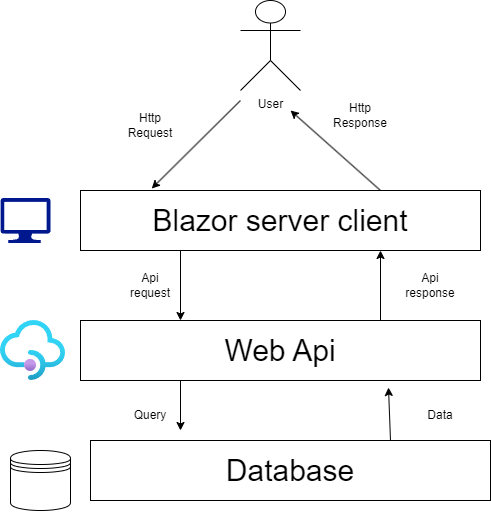 User
Http
Request
Http
Response
Blazor server client
Api
request
Api
response
Web Api
Query
Data
Database